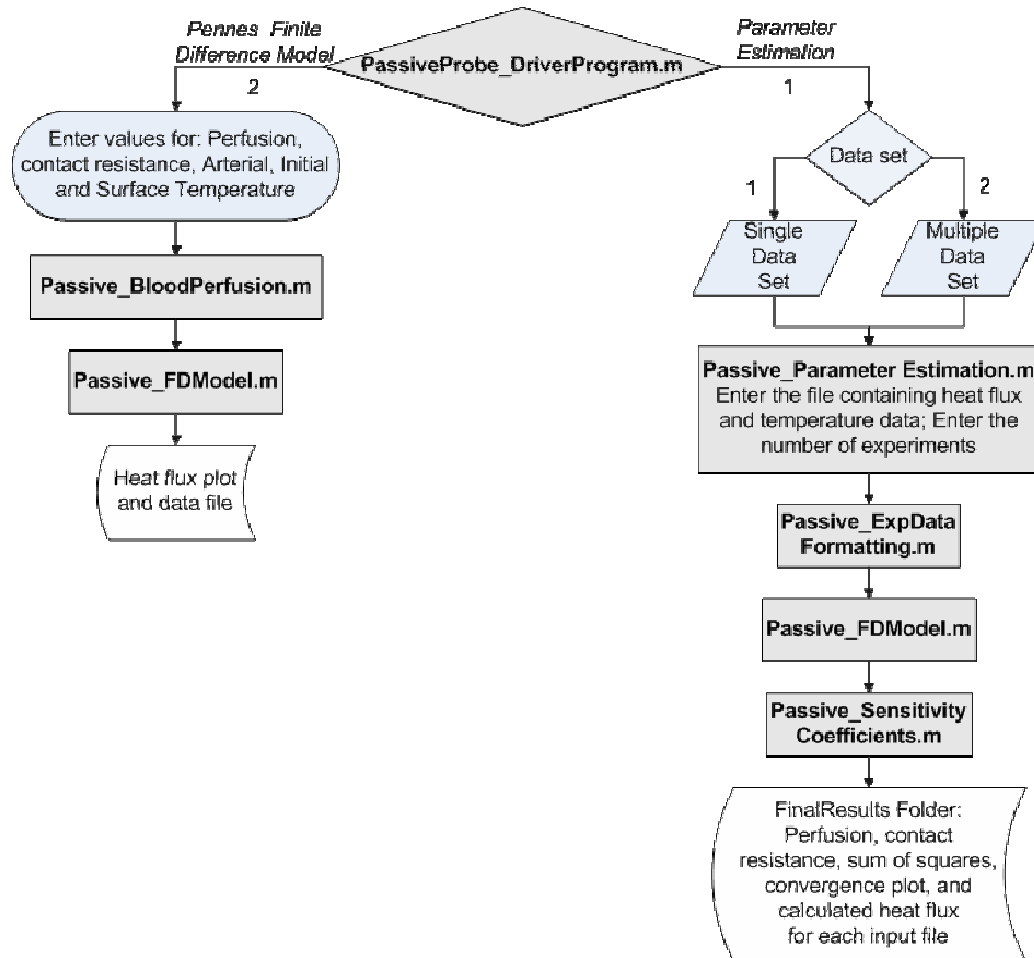 Pennes Finite
Difference Model
2
PassiveProbe_DriverProgram.m
Parameter
Estimation
1
Enter values for: Perfusion,
contact resistance, Arterial, Initial
and Surface Temperature
Passive_BloodPerfusion.m
Passive_FDModel.m
Heat flux plot
and data file
Data set
1
2
Single
Data
Set
Multiple
Data
Set
Passive_Parameter Estimation.m
Enter the file containing heat flux
and temperature data; Enter the
number of experiments
Passive_ExpData
Formatting.m
Passive_FDModel.m
Passive_Sensitivity
Coefficients.m
FinalResults Folder:
Perfusion, contact
resistance, sum of squares,
convergence plot, and
calculated heat flux
for each input file